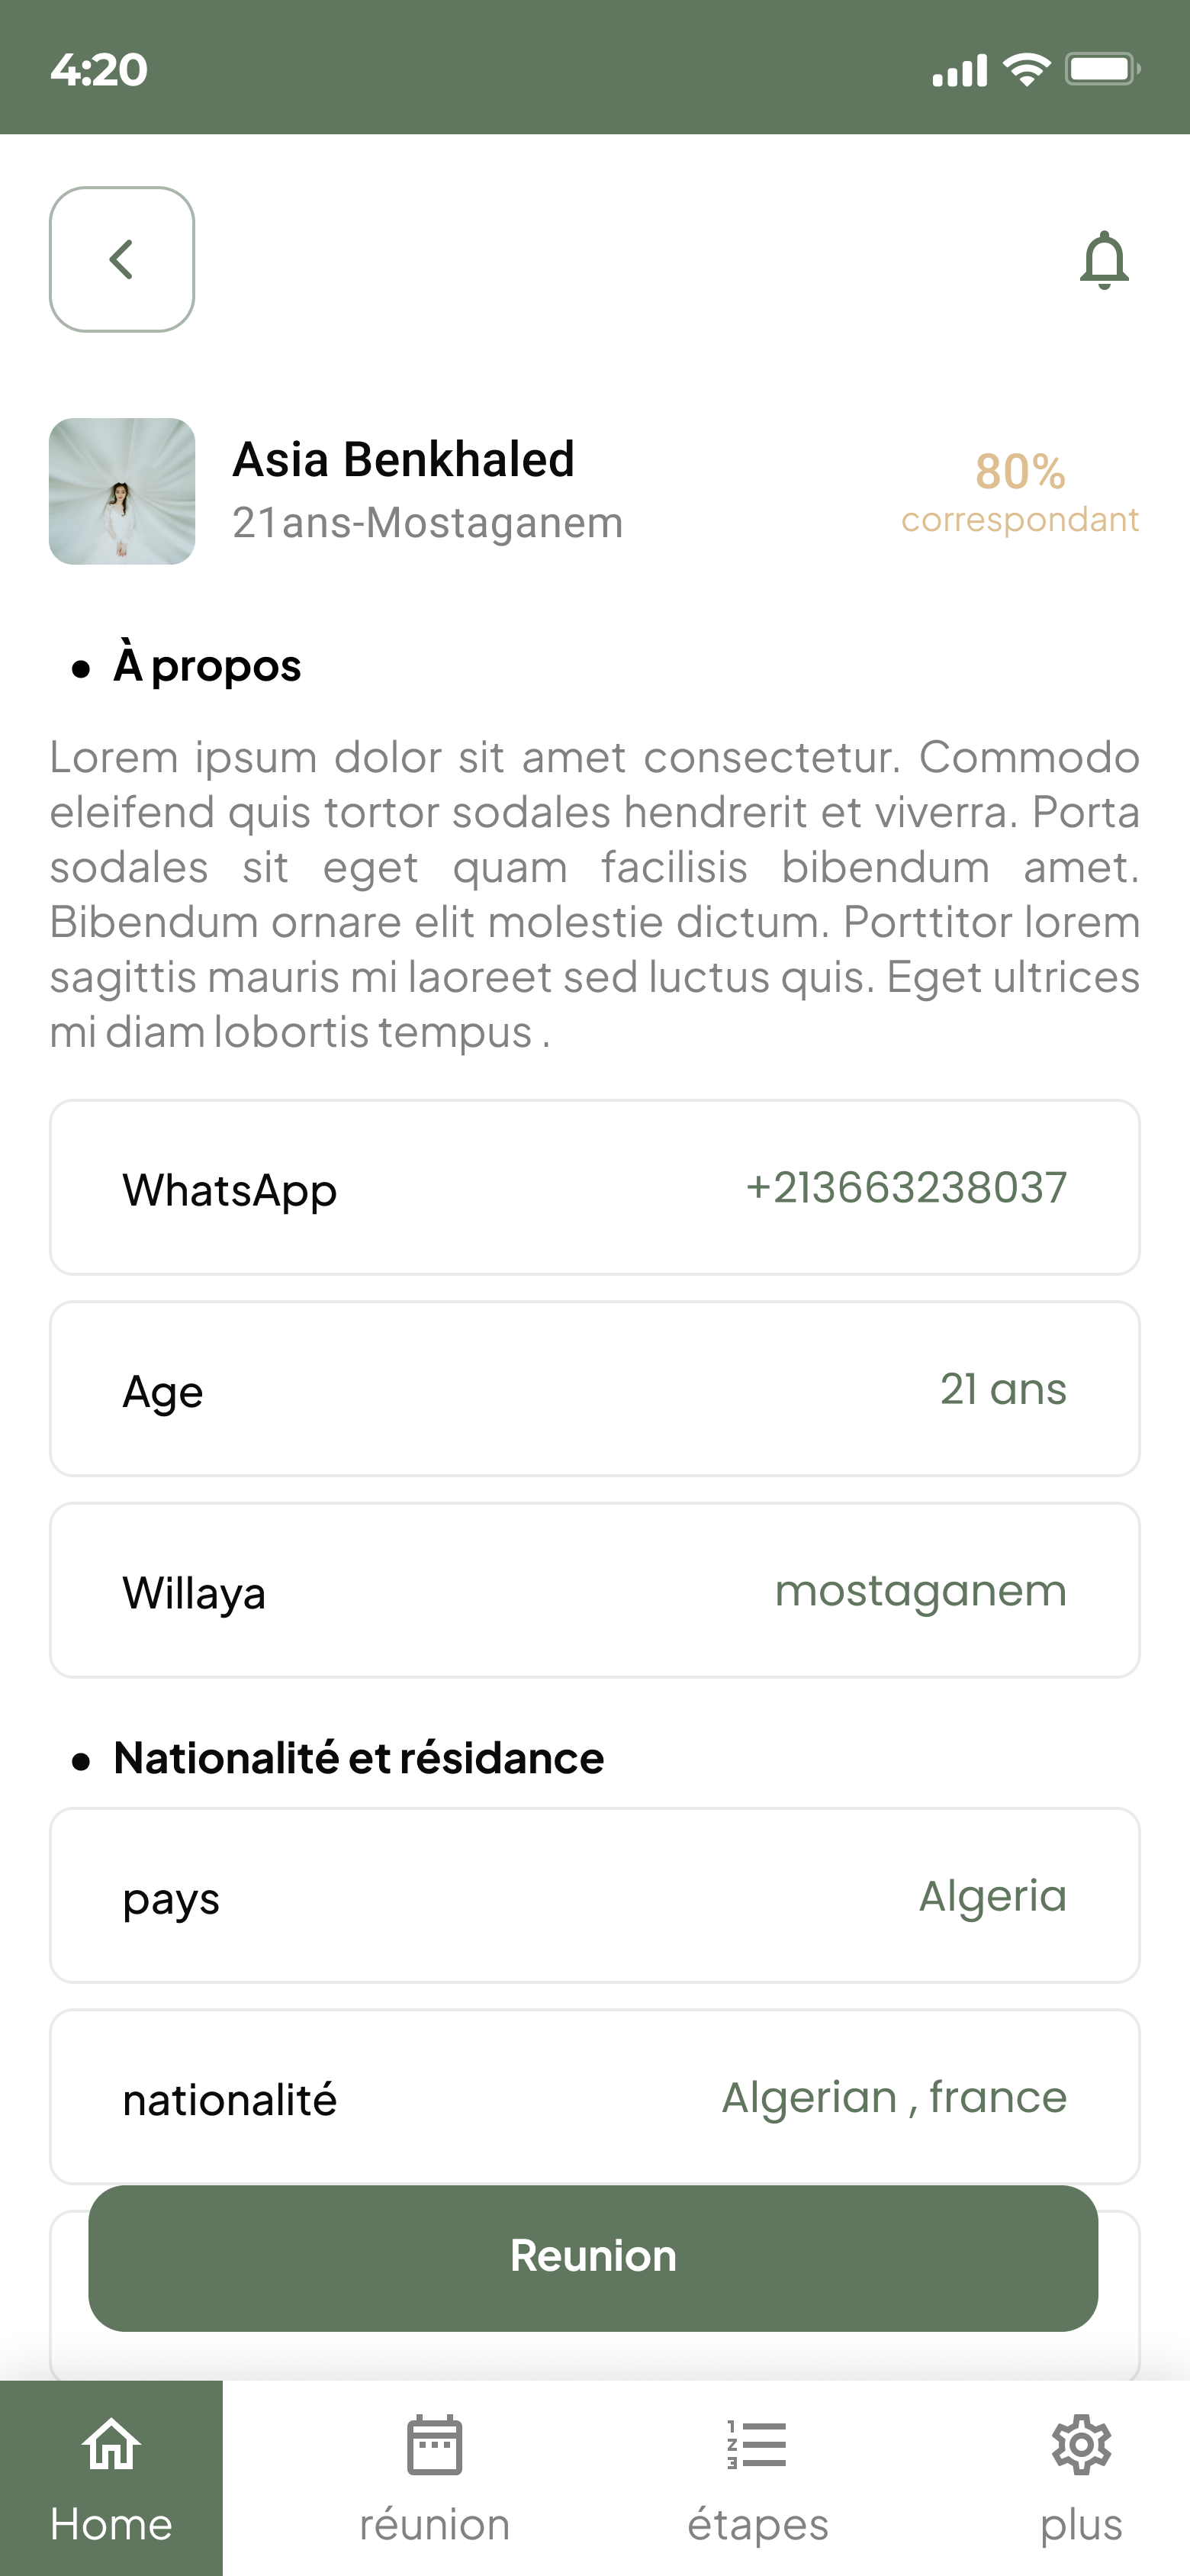 4:20
Asia Benkhaled
21ans-Mostaganem
80%
correspondant
À propos
Lorem ipsum dolor sit amet consectetur. Commodo
eleifend quis tortor sodales hendrerit et viverra. Porta
sodales sit eget quam facilisis bibendum amet.
Bibendum ornare elit molestie dictum. Porttitor lorem
sagittis mauris mi laoreet sed luctus quis. Eget ultrices
mi diam lobortis tempus .
WhatsApp +213663238037
Age 21 ans
Willaya mostaganem
Nationalité et résidance
pays Algeria
nationalité Algerian , france
Reunion
Home réunion étapes plus